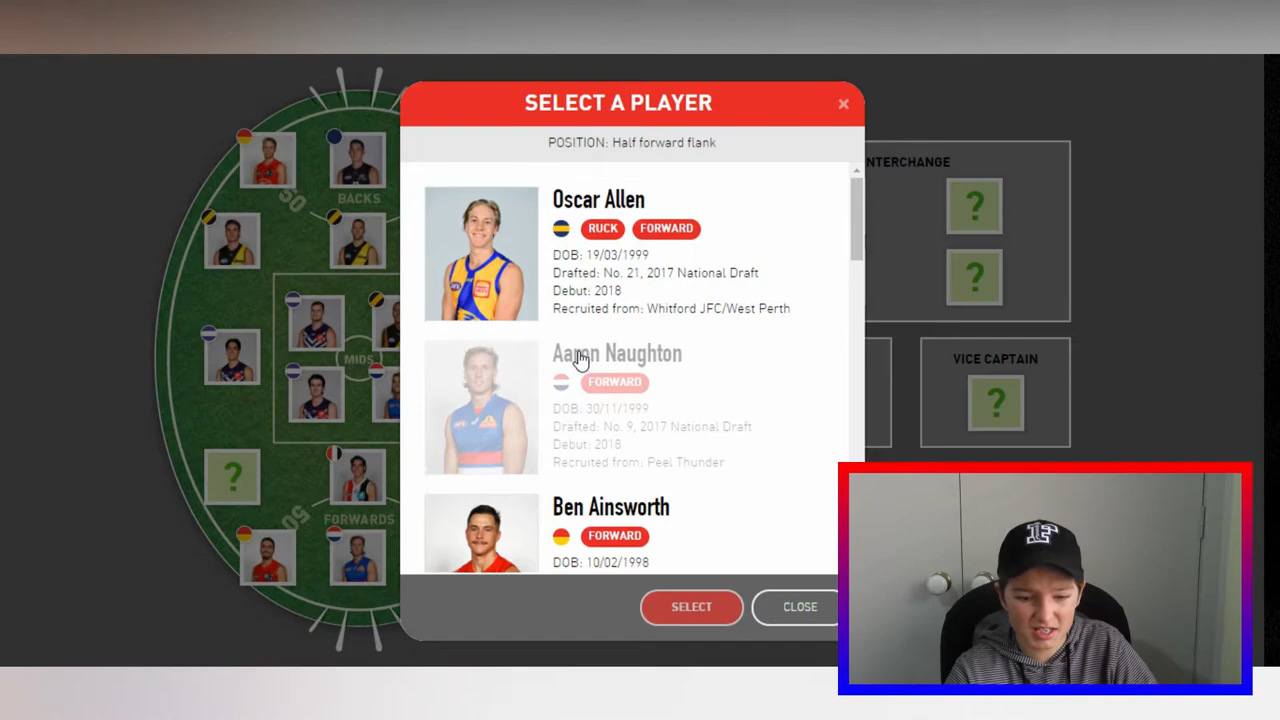 SELECT A PLAYER
×
POSITION: Half forward flank
Oscar Allen
RUCK FORWARD
DOB: 19/03/1999
Drafted: No. 21, 2017 National Draft
Debut: 2018
Recruited from: Whitford JFC/West Perth
Aaron Naughton
FORWARD
DOB: 30/11/1999
Drafted: No. 9, 2017 National Draft
Debut: 2018
Recruited from: Peel Thunder
Ben Ainsworth
FORWARD
DOB: 10/02/1998
SELECT
CLOSE
50
BACKS
MIDS
?
50
FORWARDS
NTERCHANGE
?
?
VICE CAPTAIN
?
F